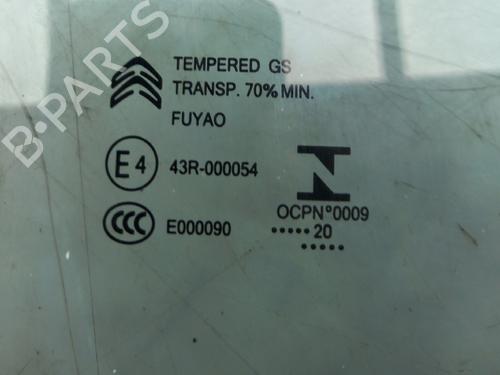 B-PARTS
TEMPERED GS
TRANSP. 70% MIN.
FUYAO
E4 43R-000054
CCC E000090
N
OCPN°0009
••••• 20
•••••